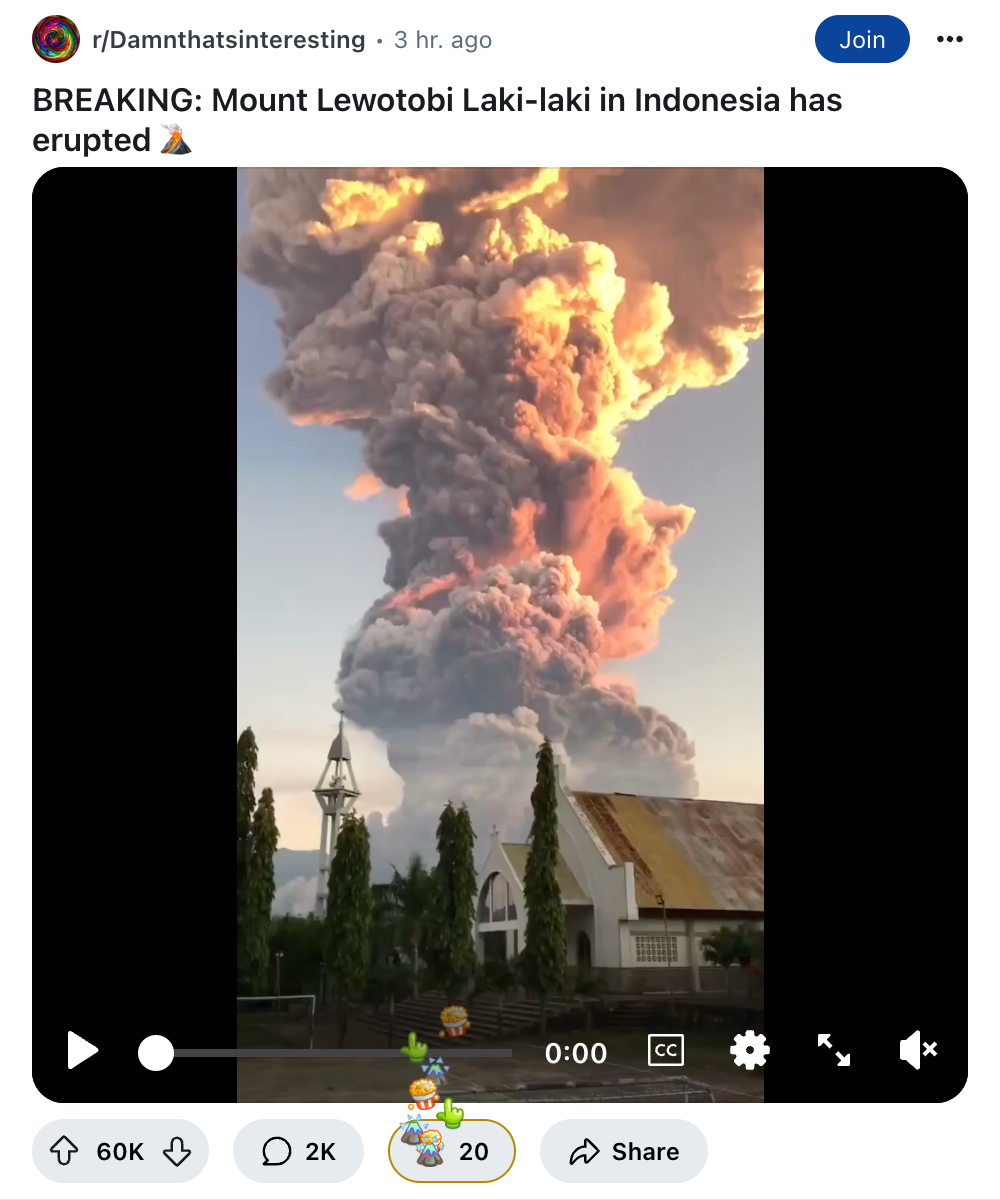 r/Damnthatsinteresting • 3 hr. ago Join
BREAKING: Mount Lewotobi Laki-laki in Indonesia has
erupted 🌋
0:00 CC
60K 2K 20 Share